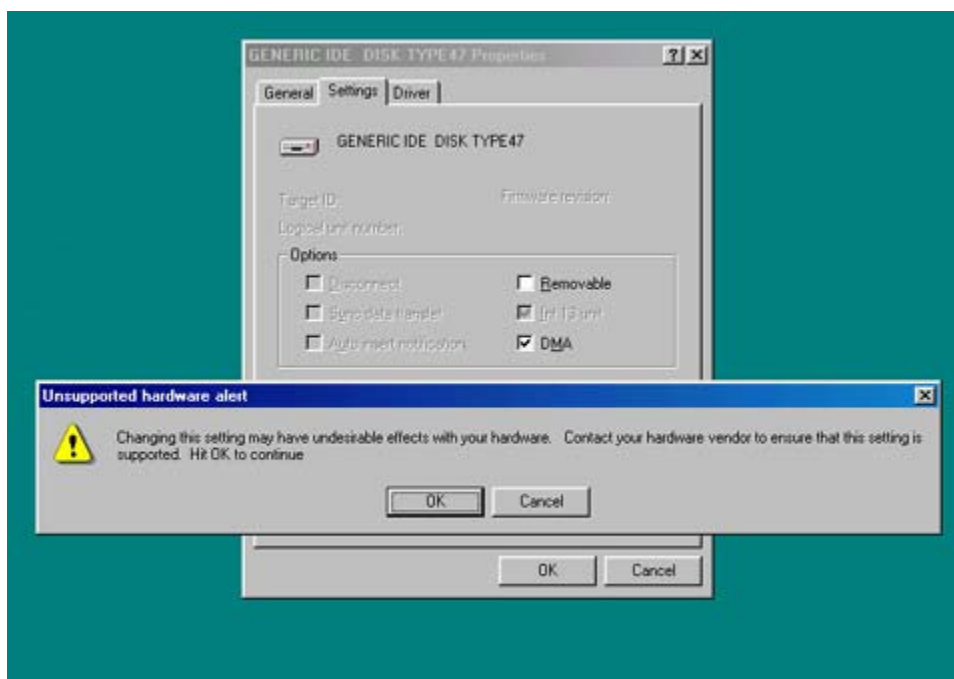 GENERIC IDE DISK TYPE47 Properties
General Settings Driver
GENERIC IDE DISK TYPE47
Target ID: Firmware revision:
Logical unit number:
Options
Disconnect Removable
Sync data transfer Int 13 unit
Auto insert notification DMA
Unsupported hardware alert
Changing this setting may have undesirable effects with your hardware. Contact your hardware vendor to ensure that this setting is
supported. Hit OK to continue
OK Cancel
OK Cancel